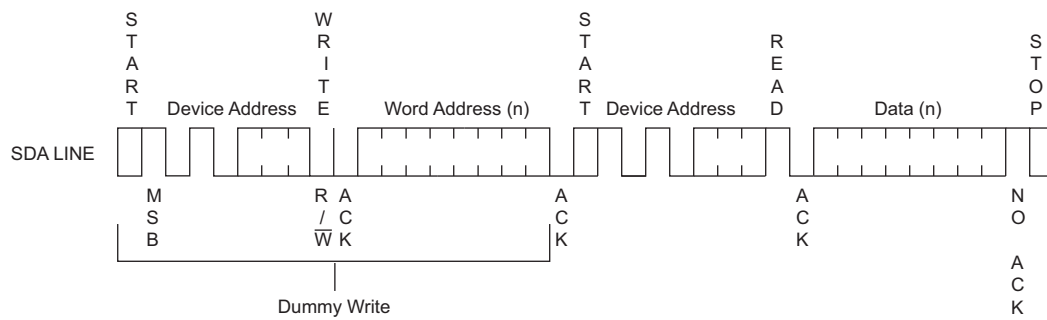 START
WRITE
START
READ
STOP
Device Address
Word Address (n)
Device Address
Data (n)
SDA LINE
MSB
R/W
ACK
ACK
ACK
NO ACK
Dummy Write